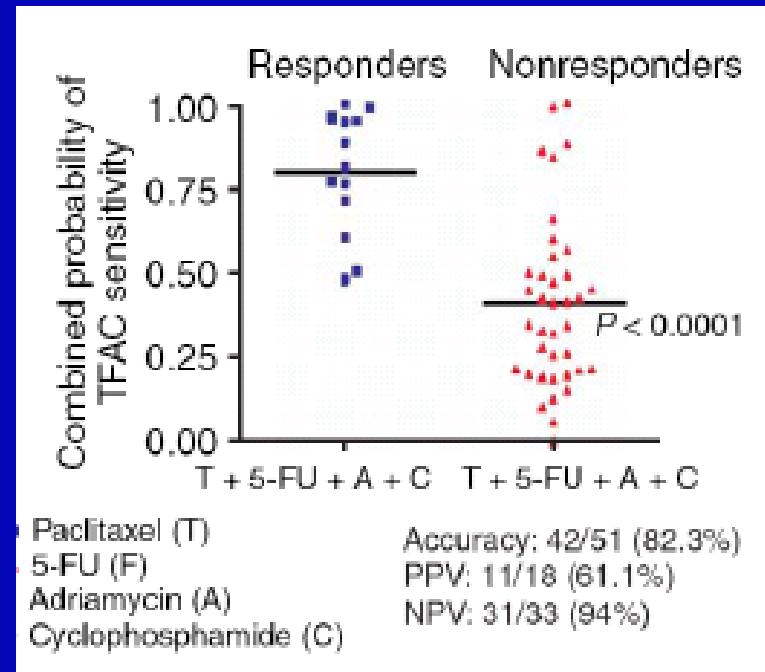 Responders Nonresponders
Combined probability of
TFAC sensitivity
1.00
0.75
0.50
0.25
0.00
P < 0.0001
T + 5-FU + A + C T + 5-FU + A + C
Paclitaxel (T)
5-FU (F)
Adriamycin (A)
Cyclophosphamide (C)
Accuracy: 42/51 (82.3%)
PPV: 11/18 (61.1%)
NPV: 31/33 (94%)